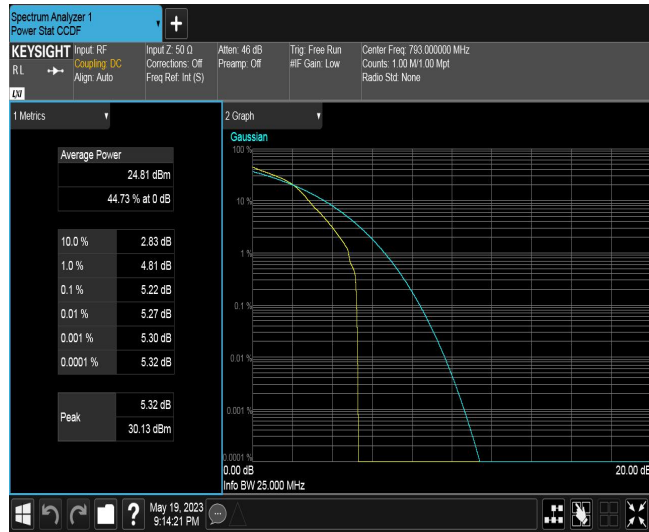 Spectrum Analyzer 1
Power Stat CCDF
KEYSIGHT
RL
LXI
Input: RF
Coupling: DC
Align: Auto
Input Z: 50 Ω
Corrections: Off
Freq Ref: Int (S)
Atten: 46 dB
Preamp: Off
Trig: Free Run
#IF Gain: Low
Center Freq: 793.000000 MHz
Counts: 1.00 M/1.00 Mpt
Radio Std: None
1 Metrics
Average Power
24.81 dBm
44.73 % at 0 dB
10.0 % 2.83 dB
1.0 % 4.81 dB
0.1 % 5.22 dB
0.01 % 5.27 dB
0.001 % 5.30 dB
0.0001 % 5.32 dB
Peak
5.32 dB
30.13 dBm
2 Graph
Gaussian
100 %
10 %
1 %
0.1 %
0.01 %
0.001 %
0.0001 %
0.00 dB
20.00 dB
Info BW 25.000 MHz
?
May 19, 2023
9:14:21 PM